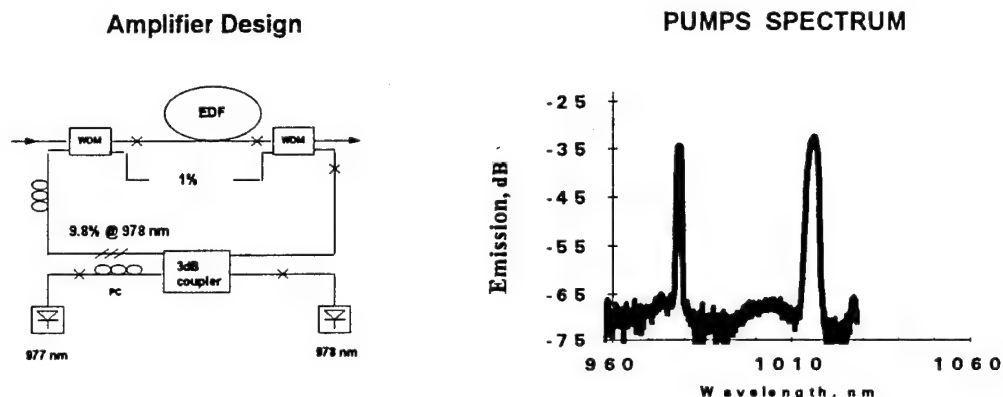 Amplifier Design
EDF
WDM
WDM
1%
9.8% @ 978 nm
3dB
coupler
PC
977 nm
978 nm
PUMPS SPECTRUM
Emission, dB
-25
-35
-45
-55
-65
-75
960
1010
1060
Wavelength, nm